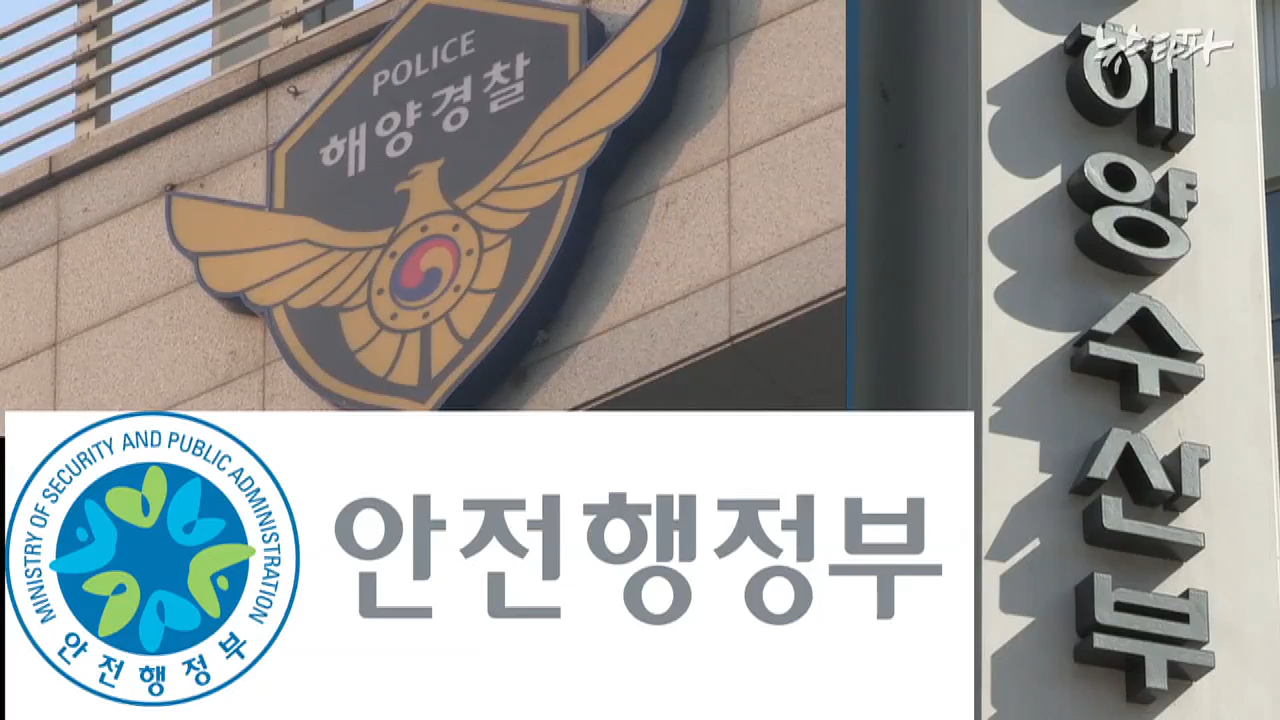 POLICE
해양경찰
뉴스타파
해양수산부
MINISTRY OF SECURITY AND PUBLIC ADMINISTRATION
안전행정부
안전행정부